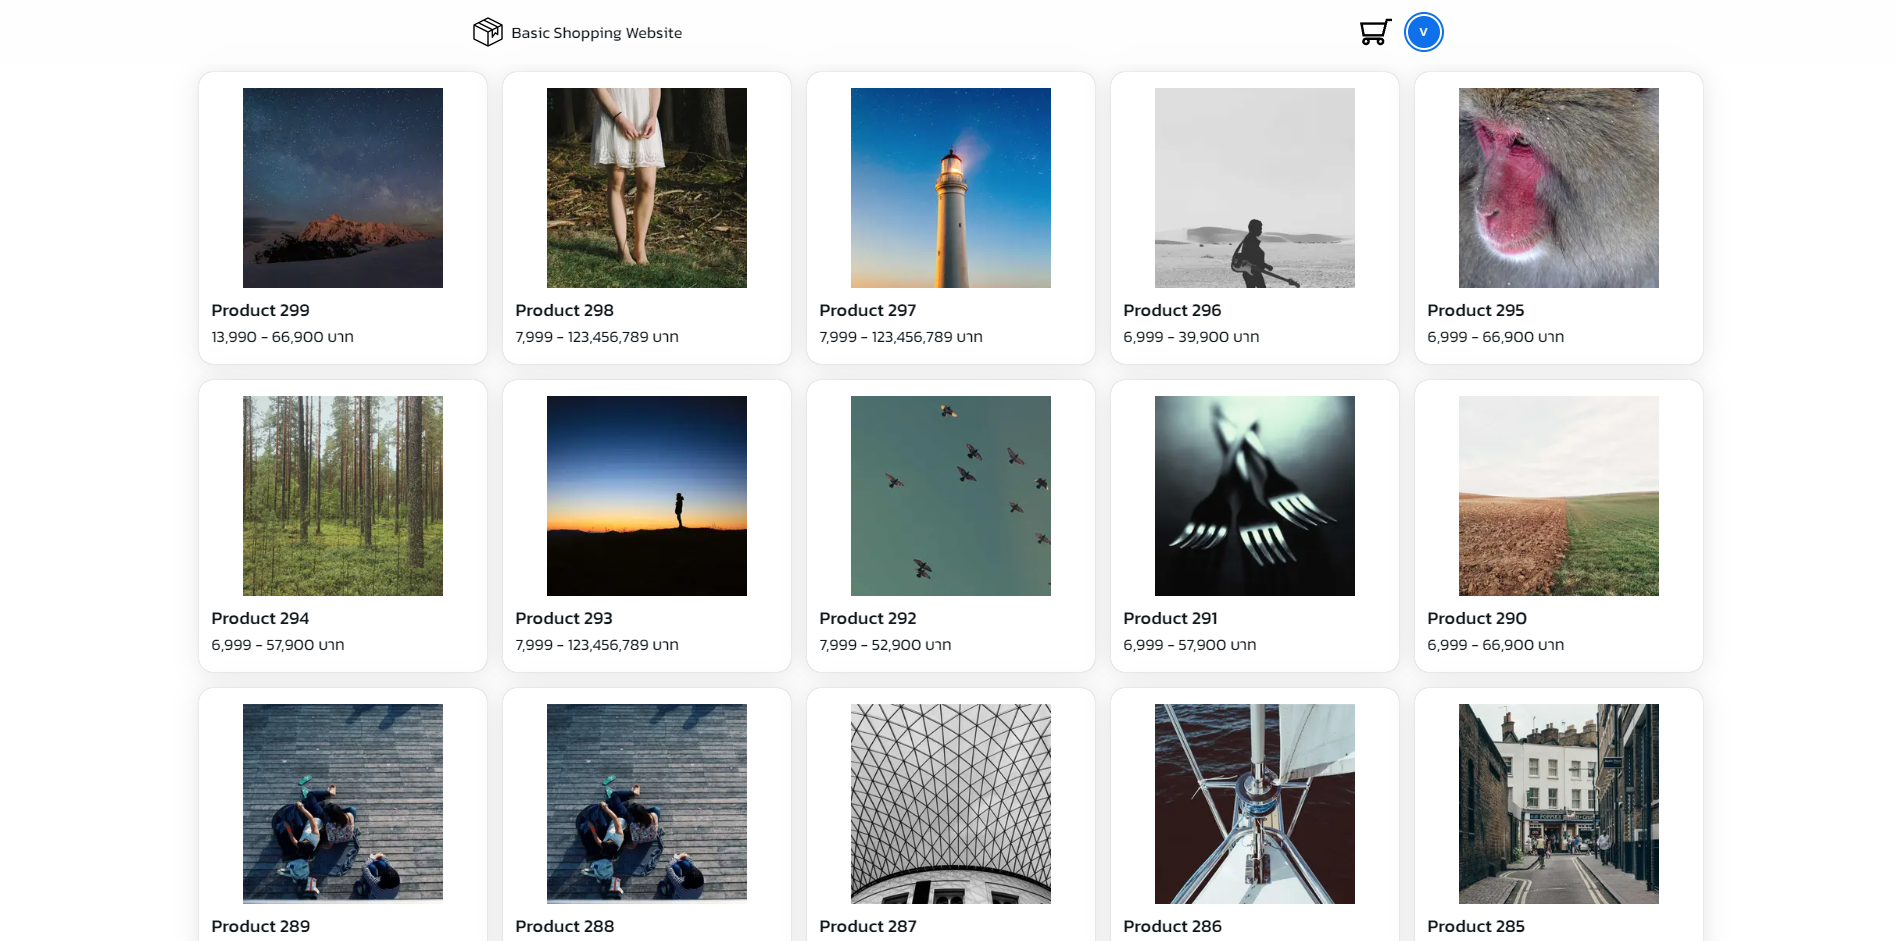 Basic Shopping Website
V
Product 299
13,990 - 66,900 บาท
Product 298
7,999 - 123,456,789 บาท
Product 297
7,999 - 123,456,789 บาท
Product 296
6,999 - 39,900 บาท
Product 295
6,999 - 66,900 บาท
Product 294
6,999 - 57,900 บาท
Product 293
7,999 - 123,456,789 บาท
Product 292
7,999 - 52,900 บาท
Product 291
6,999 - 57,900 บาท
Product 290
6,999 - 66,900 บาท
Product 289
Product 288
Product 287
Product 286
Product 285